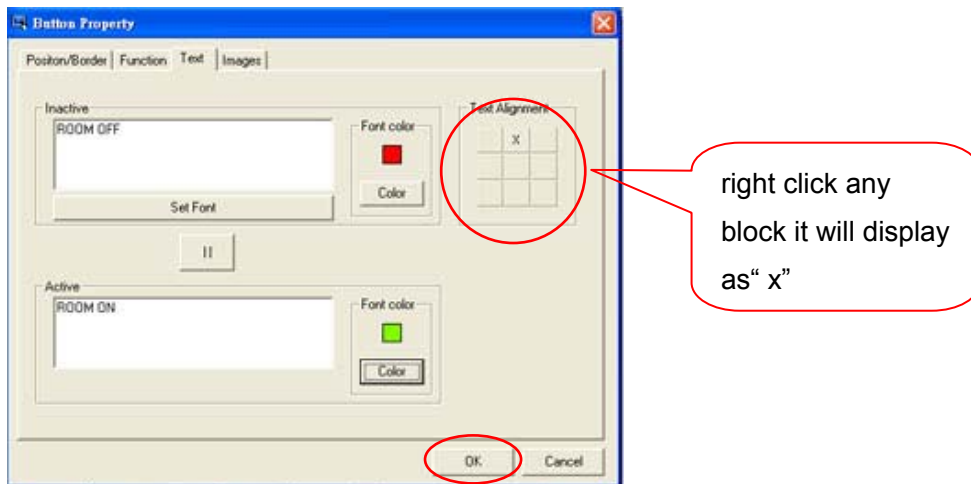 Button Property
Positon/Border Function Text Images
Inactive
ROOM OFF
Font color
Color
Set Font
Text Alignment
X
II
Active
ROOM ON
Font color
Color
OK Cancel
right click any
block it will display
as“ x”